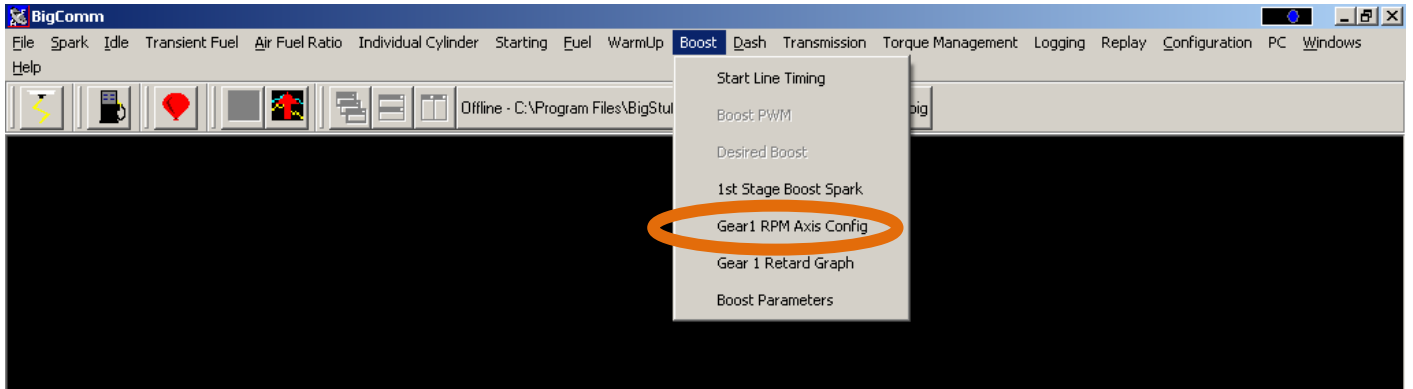 BigComm
File Spark Idle Transient Fuel Air Fuel Ratio Individual Cylinder Starting Fuel WarmUp Boost Dash Transmission Torque Management Logging Replay Configuration PC Windows
Help
Start Line Timing
Offline - C:\Program Files\BigStu
big
Boost PWM
Desired Boost
1st Stage Boost Spark
Gear1 RPM Axis Config
Gear 1 Retard Graph
Boost Parameters